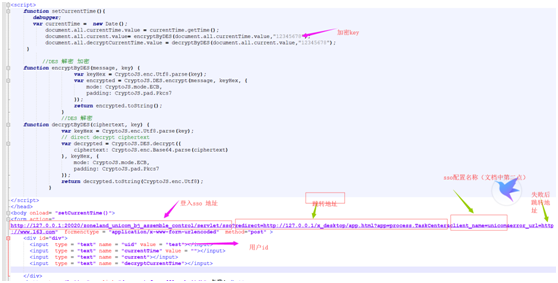 <script>
function setCurrentTime(){
debugger;
var currentTime = new Date();
document.all.currentTime.value = currentTime.getTime();
document.all.current.value= encryptByDES(document.all.currentTime.value,"12345678");
加密key
document.all.decryptCurrentTime.value = decryptByDES(document.all.current.value,"12345678");
}
//DES 解密 加密
function encryptByDES(message, key) {
var keyHex = CryptoJS.enc.Utf8.parse(key);
var encrypted = CryptoJS.DES.encrypt(message, keyHex, {
mode: CryptoJS.mode.ECB,
padding: CryptoJS.pad.Pkcs7
});
return encrypted.toString();
}
//DES 解密
function decryptByDES(ciphertext, key) {
var keyHex = CryptoJS.enc.Utf8.parse(key);
// direct decrypt ciphertext
var decrypted = CryptoJS.DES.decrypt({
ciphertext: CryptoJS.enc.Base64.parse(ciphertext)
}, keyHex, {
mode: CryptoJS.mode.ECB,
padding: CryptoJS.pad.Pkcs7
});
return decrypted.toString(CryptoJS.enc.Utf8);
}
sso配置名称(文档中第二点)
失败后跳转地址
登入sso 地址
跳转地址
</script>
</head>
<body onload= "setCurrentTime()">
<form action=
http://127.0.0.1:20020/zoneland_unicom_b5_assemble_control/servlet/sso?redirect=http://127.0.0.1/x_desktop/app.html?app=process.TaskCenter&client_name=unicom&error_url=http
://www.163.com" formenctype = "application/x-www-form-urlencoded" method="post" >
<div id="div">
<input type = "text" name = "uid" value = "test"></input>
用户id
<input type = "text" name = "currentTime" value = ""></input>
<input type = "text" name = "current"></input>
<input type = "text" name = "decryptCurrentTime"></input>
</div>